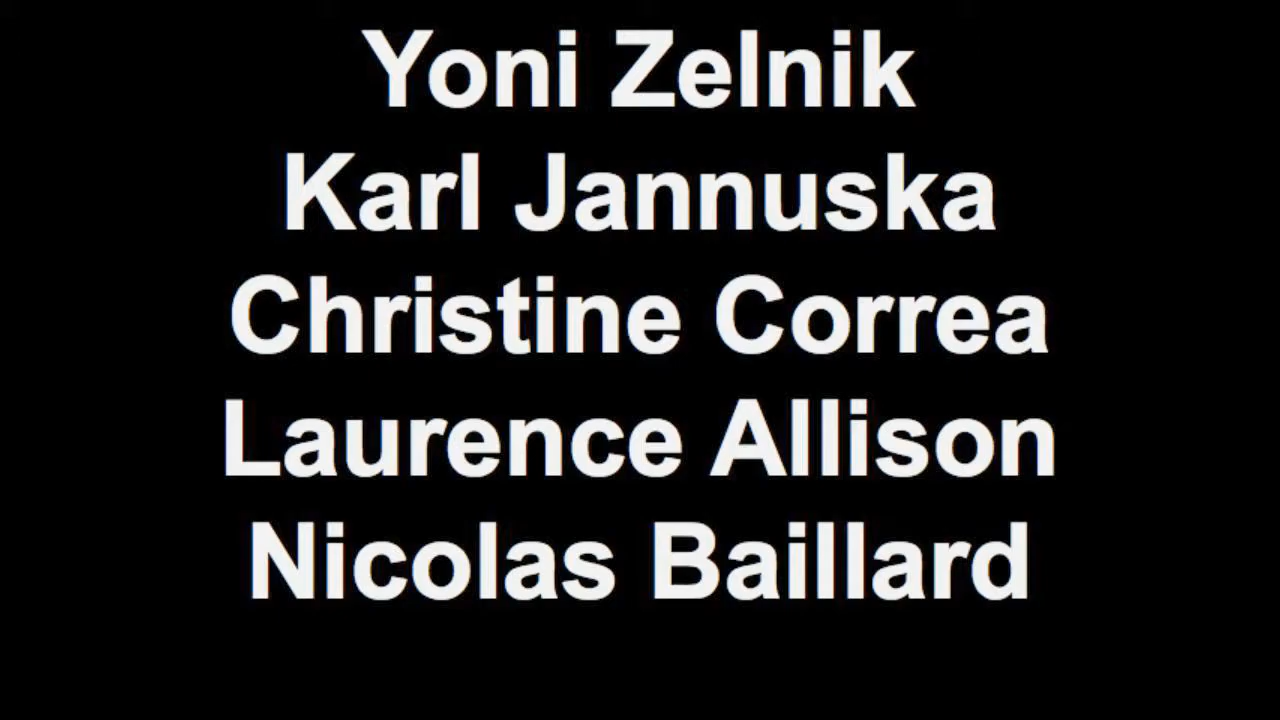 Yoni Zelnik
Karl Jannuska
Christine Correa
Laurence Allison
Nicolas Baillard